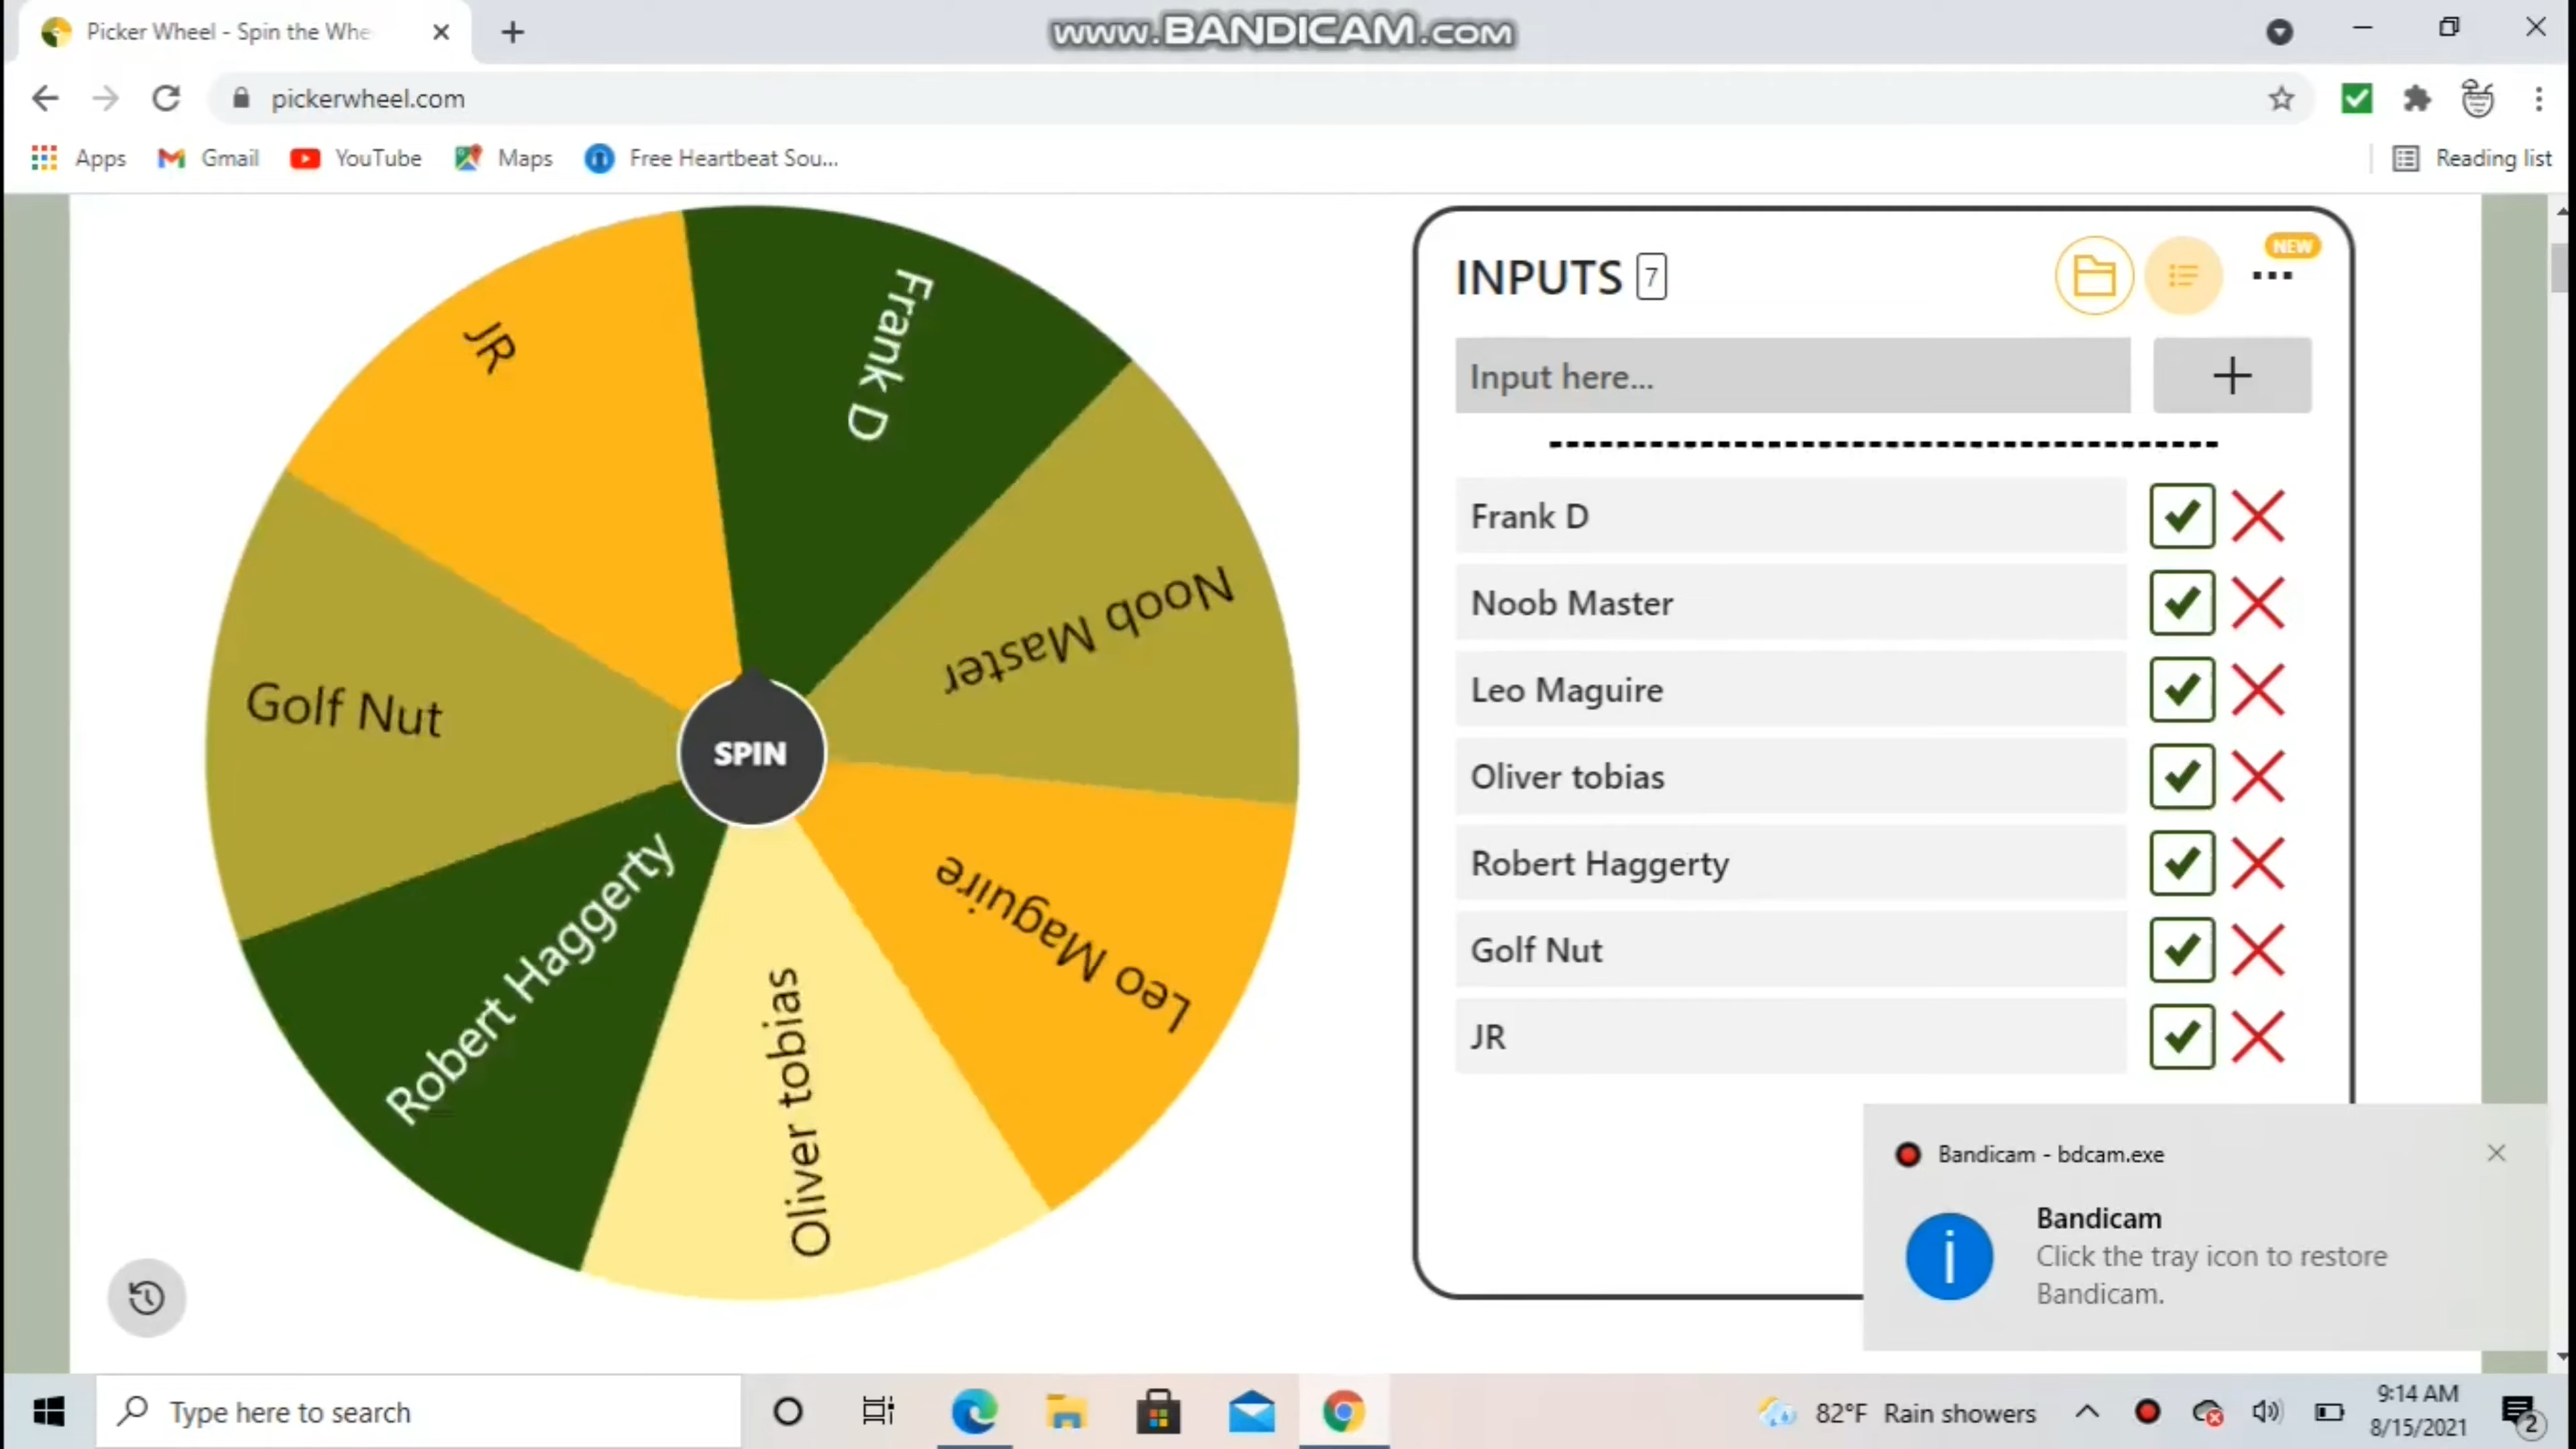 Picker Wheel - Spin the Whe
www.BANDICAM.com
pickerwheel.com
Apps
Gmail
YouTube
Maps
Free Heartbeat Sou...
Reading list
JR
Frank D
Noob Master
Golf Nut
SPIN
Leo Maguire
Robert Haggerty
Oliver tobias
INPUTS 7
NEW
Input here...
Frank D
Noob Master
Leo Maguire
Oliver tobias
Robert Haggerty
Golf Nut
JR
Bandicam - bdcam.exe
Bandicam
Click the tray icon to restore
Bandicam.
Type here to search
82°F Rain showers
9:14 AM
8/15/2021
2